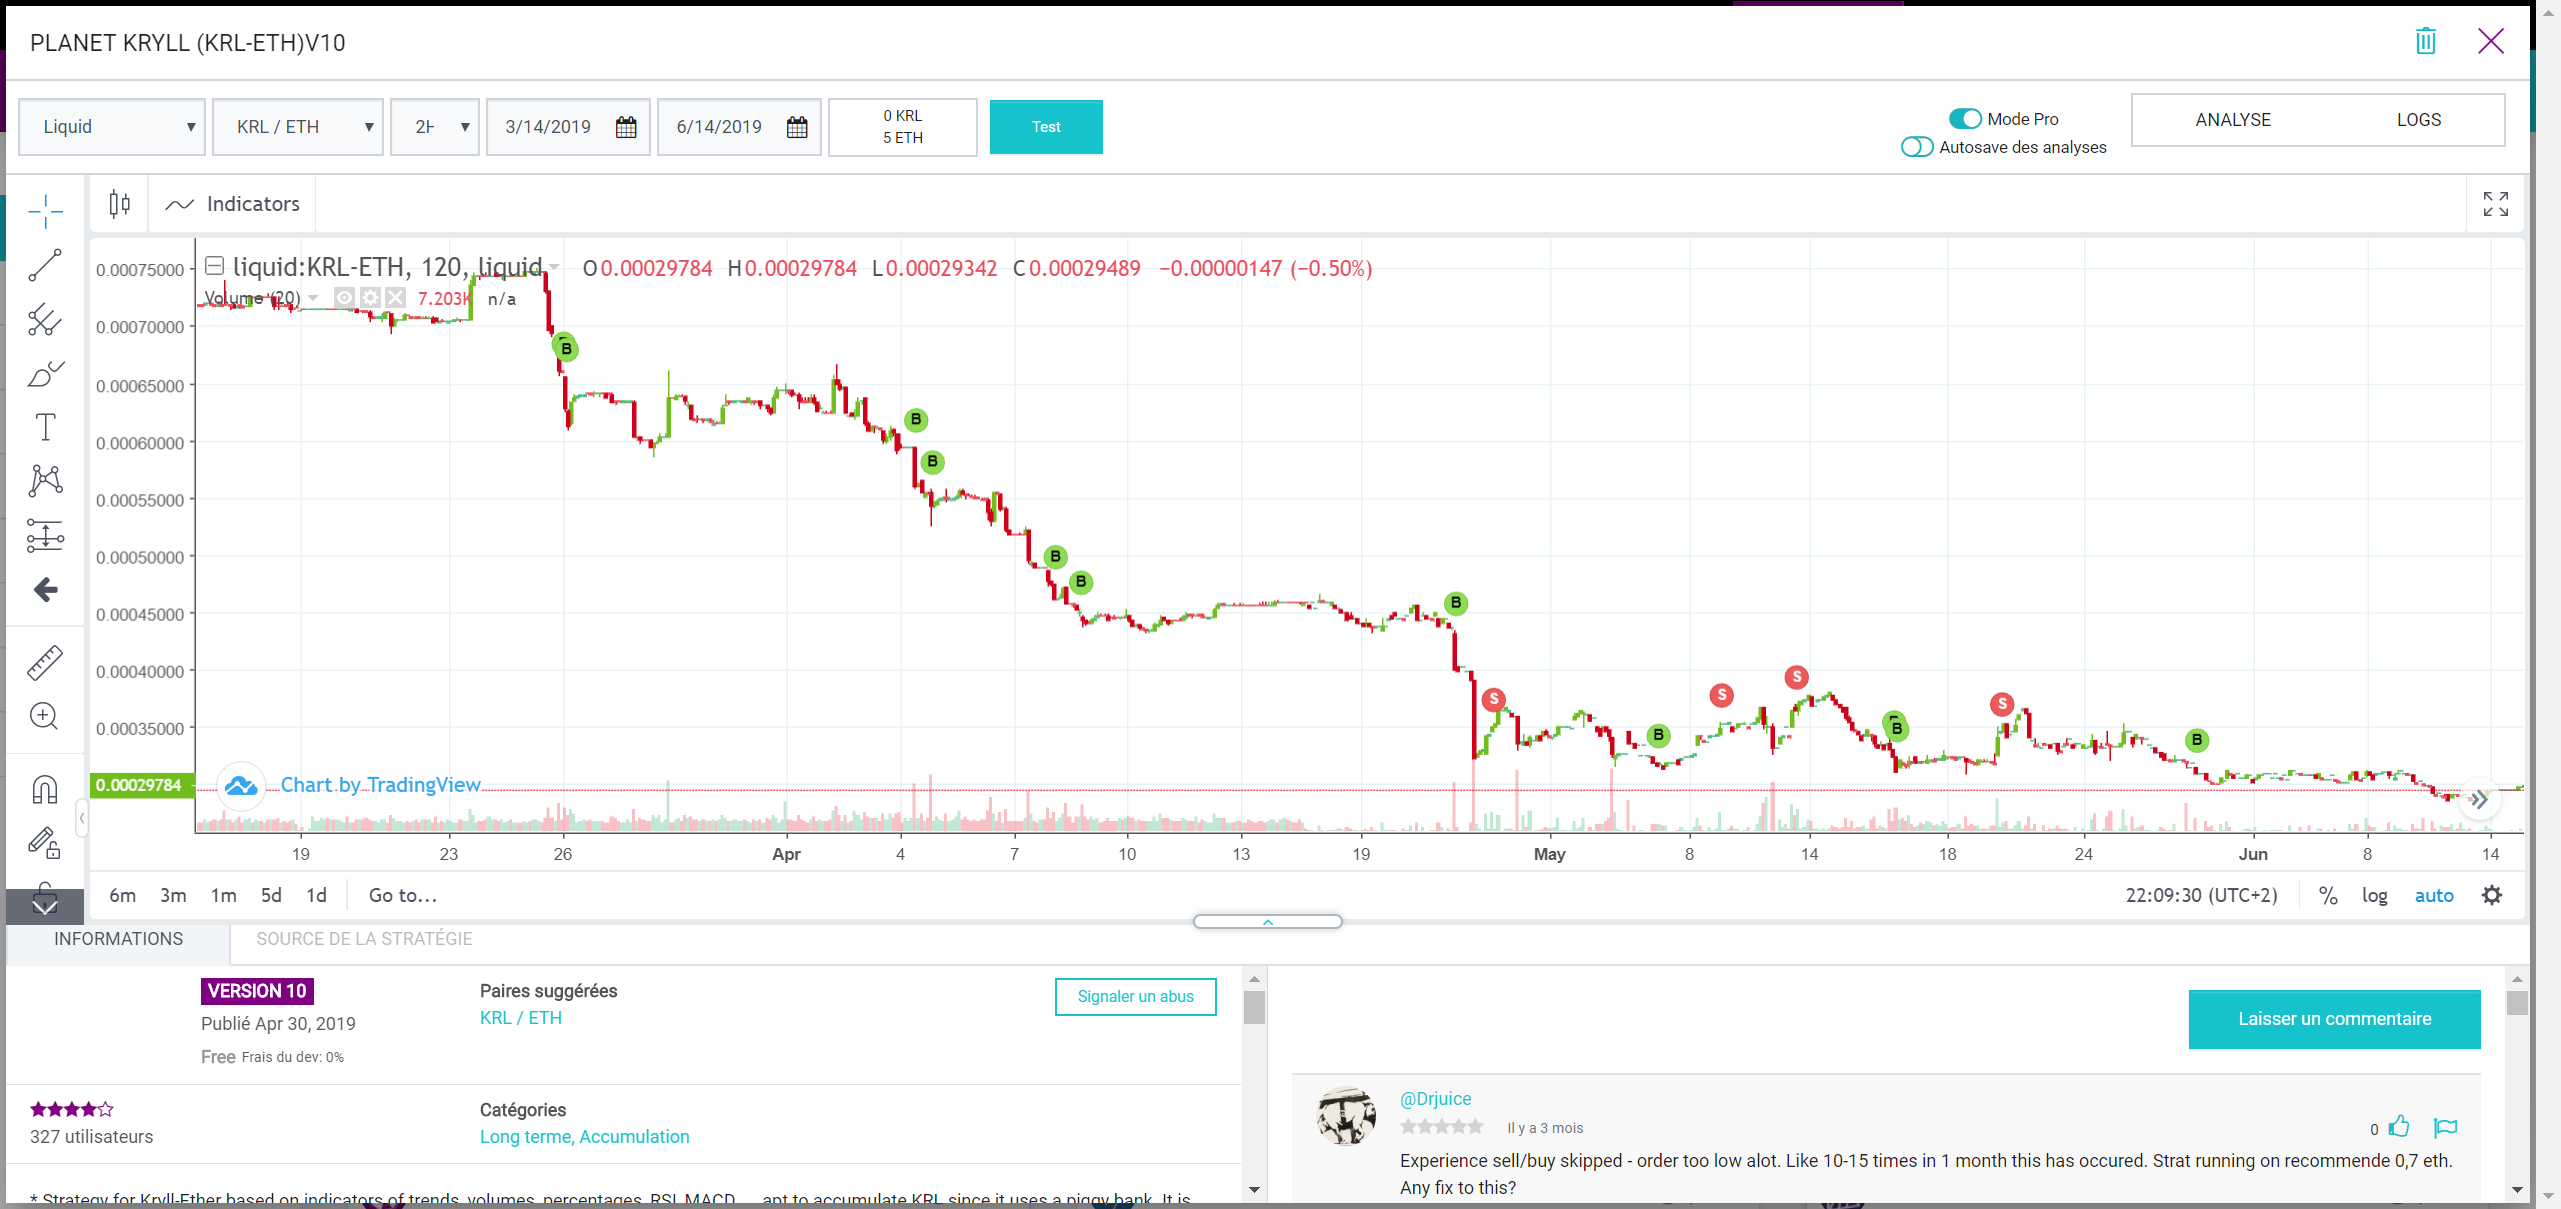 PLANET KRYLL (KRL-ETH)V10
Liquid
KRL / ETH
2H
3/14/2019
6/14/2019
0 KRL
5 ETH
Test
Mode Pro
Autosave des analyses
ANALYSE
LOGS
Indicators
liquid:KRL-ETH, 120, liquid
O0.00029784 H0.00029784 L0.00029342 C0.00029489 −0.00000147 (−0.50%)
Volume (20) 7.203K n/a
0.00075000
0.00070000
0.00065000
0.00060000
0.00055000
0.00050000
0.00045000
0.00040000
0.00035000
0.00029784
B
B
B
B
B
B
S
B
S
S
B
S
B
Chart by TradingView
19 23 26 Apr 4 7 10 13 19 May 8 14 18 24 Jun 8 14
6m 3m 1m 5d 1d Go to...
22:09:30 (UTC+2) % log auto
INFORMATIONS
SOURCE DE LA STRATÉGIE
VERSION 10
Publié Apr 30, 2019
Free Frais du dev: 0%
Paires suggérées
KRL / ETH
Signaler un abus
327 utilisateurs
Catégories
Long terme, Accumulation
* Strategy for Kryll-Ether based on indicators of trends, volumes, percentages, RSI, MACD ... apt to accumulate KRL since it uses a piggy bank. It is
Laisser un commentaire
@Drjuice
Il y a 3 mois
0
Experience sell/buy skipped - order too low alot. Like 10-15 times in 1 month this has occured. Strat running on recommende 0,7 eth.
Any fix to this?